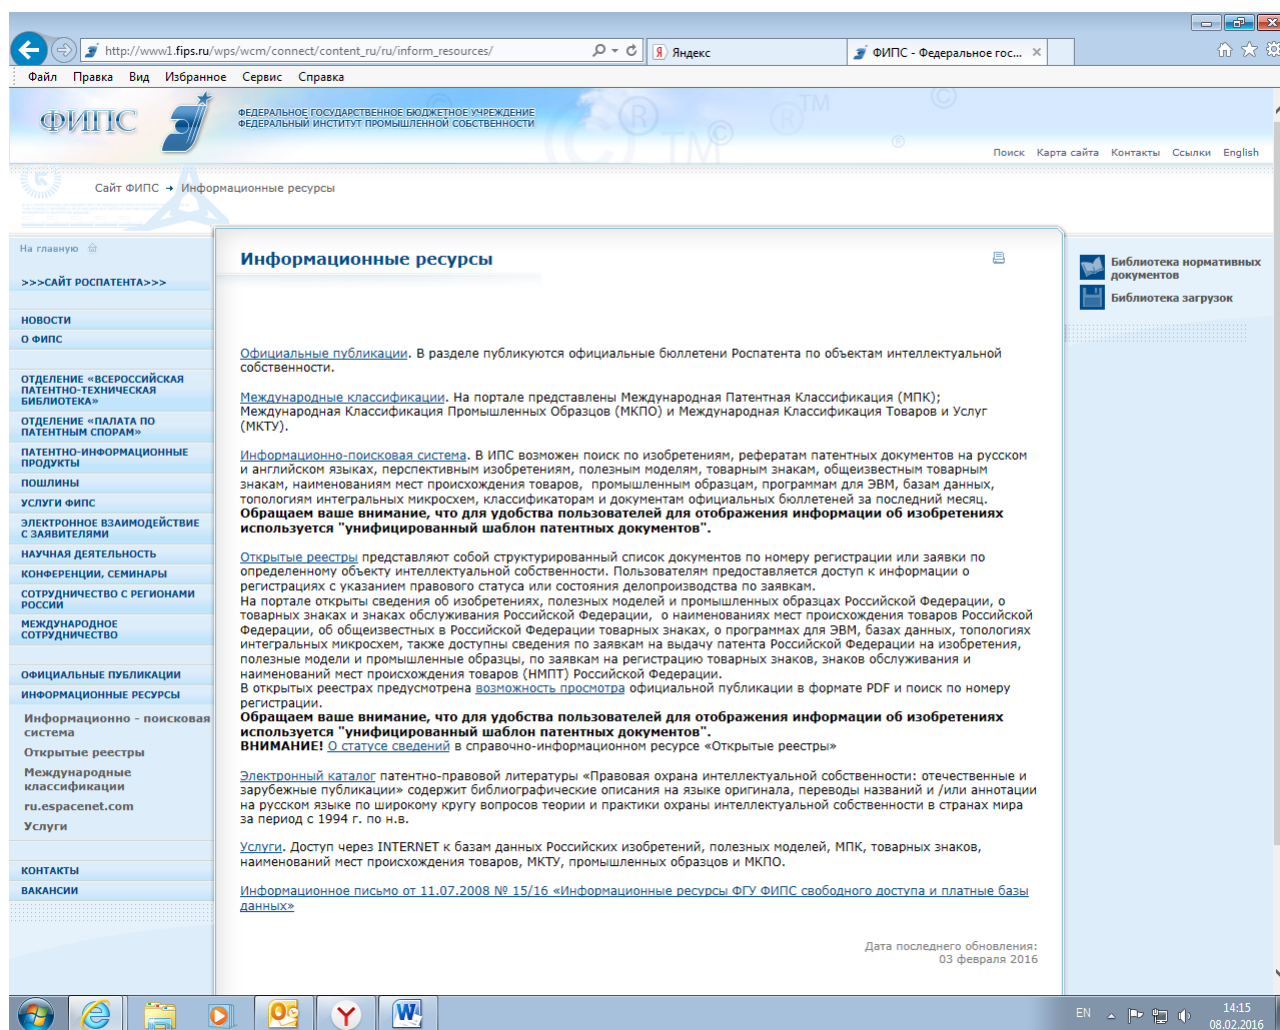 http://www1.fips.ru/wps/wcm/connect/content_ru/ru/inform_resources/
Яндекс
ФИПС - Федеральное гос...
Файл Правка Вид Избранное Сервис Справка
ФИПС
ФЕДЕРАЛЬНОЕ ГОСУДАРСТВЕННОЕ БЮДЖЕТНОЕ УЧРЕЖДЕНИЕ
ФЕДЕРАЛЬНЫЙ ИНСТИТУТ ПРОМЫШЛЕННОЙ СОБСТВЕННОСТИ
Поиск Карта сайта Контакты Ссылки English
Сайт ФИПС → Информационные ресурсы
На главную
>>>САЙТ РОСПАТЕНТА>>>
НОВОСТИ
О ФИПС
ОТДЕЛЕНИЕ «ВСЕРОССИЙСКАЯ
ПАТЕНТНО-ТЕХНИЧЕСКАЯ
БИБЛИОТЕКА»
ОТДЕЛЕНИЕ «ПАЛАТА ПО
ПАТЕНТНЫМ СПОРАМ»
ПАТЕНТНО-ИНФОРМАЦИОННЫЕ
ПРОДУКТЫ
ПОШЛИНЫ
УСЛУГИ ФИПС
ЭЛЕКТРОННОЕ ВЗАИМОДЕЙСТВИЕ
С ЗАЯВИТЕЛЯМИ
НАУЧНАЯ ДЕЯТЕЛЬНОСТЬ
КОНФЕРЕНЦИИ, СЕМИНАРЫ
СОТРУДНИЧЕСТВО С РЕГИОНАМИ
РОССИИ
МЕЖДУНАРОДНОЕ
СОТРУДНИЧЕСТВО
ОФИЦИАЛЬНЫЕ ПУБЛИКАЦИИ
ИНФОРМАЦИОННЫЕ РЕСУРСЫ
Информационно - поисковая
система
Открытые реестры
Международные
классификации
ru.espacenet.com
Услуги
КОНТАКТЫ
ВАКАНСИИ
Информационные ресурсы
Официальные публикации. В разделе публикуются официальные бюллетени Роспатента по объектам интеллектуальной
собственности.
Международные классификации. На портале представлены Международная Патентная Классификация (МПК);
Международная Классификация Промышленных Образцов (МКПО) и Международная Классификация Товаров и Услуг
(МКТУ).
Информационно-поисковая система. В ИПС возможен поиск по изобретениям, рефератам патентных документов на русском
и английском языках, перспективным изобретениям, полезным моделям, товарным знакам, общеизвестным товарным
знакам, наименованиям мест происхождения товаров, промышленным образцам, программам для ЭВМ, базам данных,
топологиям интегральных микросхем, классификаторам и документам официальных бюллетеней за последний месяц.
Обращаем ваше внимание, что для удобства пользователей для отображения информации об изобретениях
используется "унифицированный шаблон патентных документов".
Открытые реестры представляют собой структурированный список документов по номеру регистрации или заявки по
определенному объекту интеллектуальной собственности. Пользователям предоставляется доступ к информации о
регистрациях с указанием правового статуса или состояния делопроизводства по заявкам.
На портале открыты сведения об изобретениях, полезных моделей и промышленных образцах Российской Федерации, о
товарных знаках и знаках обслуживания Российской Федерации, о наименованиях мест происхождения товаров Российской
Федерации, об общеизвестных в Российской Федерации товарных знаках, о программах для ЭВМ, базах данных, топологиях
интегральных микросхем, также доступны сведения по заявкам на выдачу патента Российской Федерации на изобретения,
полезные модели и промышленные образцы, по заявкам на регистрацию товарных знаков, знаков обслуживания и
наименований мест происхождения товаров (НМПТ) Российской Федерации.
В открытых реестрах предусмотрена возможность просмотра официальной публикации в формате PDF и поиск по номеру
регистрации.
Обращаем ваше внимание, что для удобства пользователей для отображения информации об изобретениях
используется "унифицированный шаблон патентных документов".
ВНИМАНИЕ! О статусе сведений в справочно-информационном ресурсе «Открытые реестры»
Электронный каталог патентно-правовой литературы «Правовая охрана интеллектуальной собственности: отечественные и
зарубежные публикации» содержит библиографические описания на языке оригинала, переводы названий и /или аннотации
на русском языке по широкому кругу вопросов теории и практики охраны интеллектуальной собственности в странах мира
за период с 1994 г. по н.в.
Услуги. Доступ через INTERNET к базам данных Российских изобретений, полезных моделей, МПК, товарных знаков,
наименований мест происхождения товаров, МКТУ, промышленных образцов и МКПО.
Информационное письмо от 11.07.2008 № 15/16 «Информационные ресурсы ФГУ ФИПС свободного доступа и платные базы
данных»
Дата последнего обновления:
03 февраля 2016
Библиотека нормативных
документов
Библиотека загрузок
EN
14:15
08.02.2016